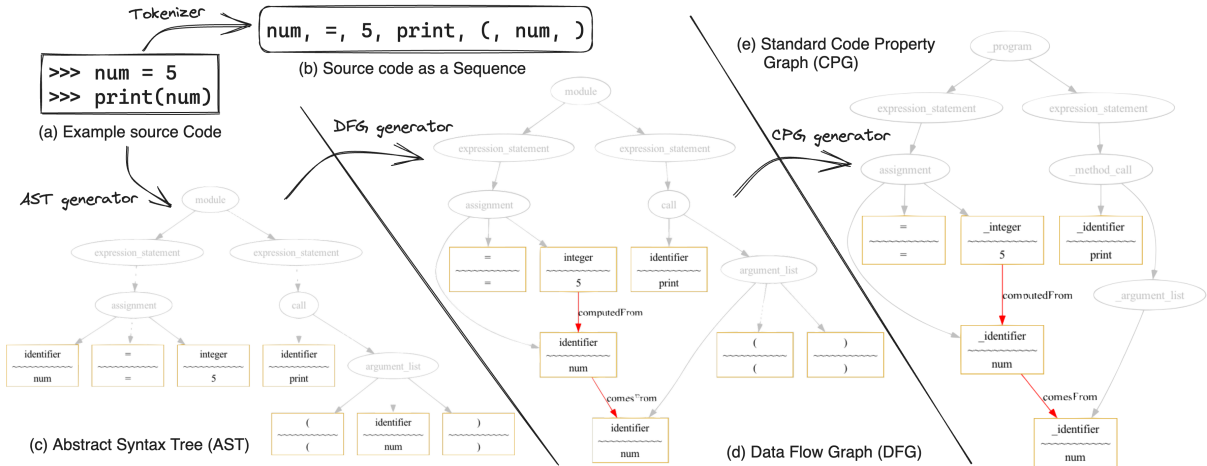 Tokenizer
num, =, 5, print, (, num, )
>>> num = 5
>>> print(num)
(a) Example source Code
(b) Source code as a Sequence
AST generator
module
expression_statement
expression_statement
assignment
call
identifier
num
=
=
integer
5
identifier
print
argument_list
(
(
identifier
num
)
)
(c) Abstract Syntax Tree (AST)
DFG generator
module
expression_statement
expression_statement
assignment
call
=
=
integer
5
identifier
print
argument_list
computedFrom
identifier
num
(
(
)
)
comesFrom
identifier
num
(d) Data Flow Graph (DFG)
CPG generator
(e) Standard Code Property
Graph (CPG)
_program
expression_statement
expression_statement
assignment
_method_call
=
=
_integer
5
_identifier
print
computedFrom
_argument_list
_identifier
num
comesFrom
_identifier
num